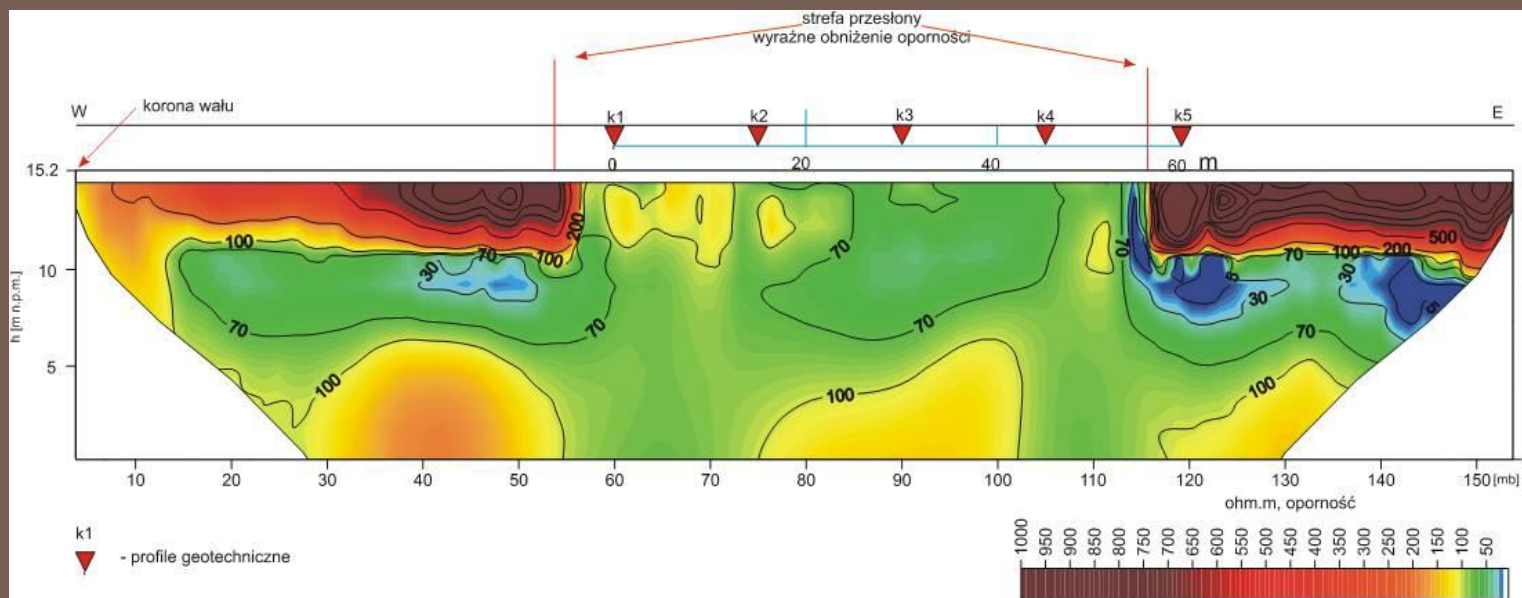 strefa przesłony
wyraźne obniżenie oporności
W
korona wału
k1 k2 k3 k4 k5
E
0 20 40 60 m
15.2
10
5
h [m n.p.m.]
100 70 30 70 100 200 70 100
70 100 70 70 100
70 5 30 70 100 30 200 500 5 70 100
10 20 30 40 50 60 70 80 90 100 110 120 130 140 150 [mb]
ohm.m, oporność
k1
- profile geotechniczne
1000 950 900 850 800 750 700 650 600 550 500 450 400 350 300 250 200 150 100 50